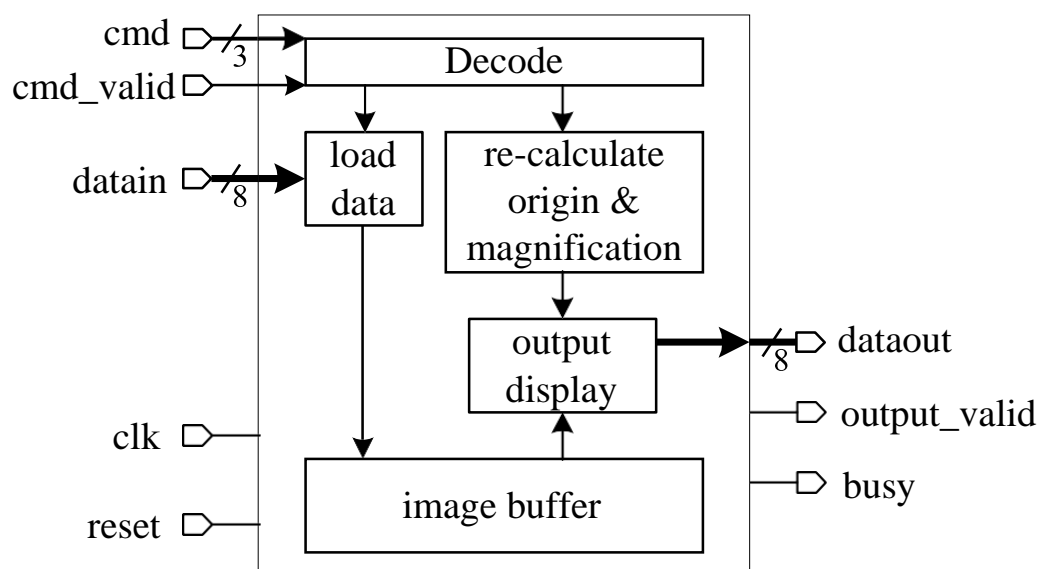 cmd
3
Decode
cmd_valid
load
data
re-calculate
origin &
magnification
datain
8
output
display
dataout
8
output_valid
clk
busy
image buffer
reset